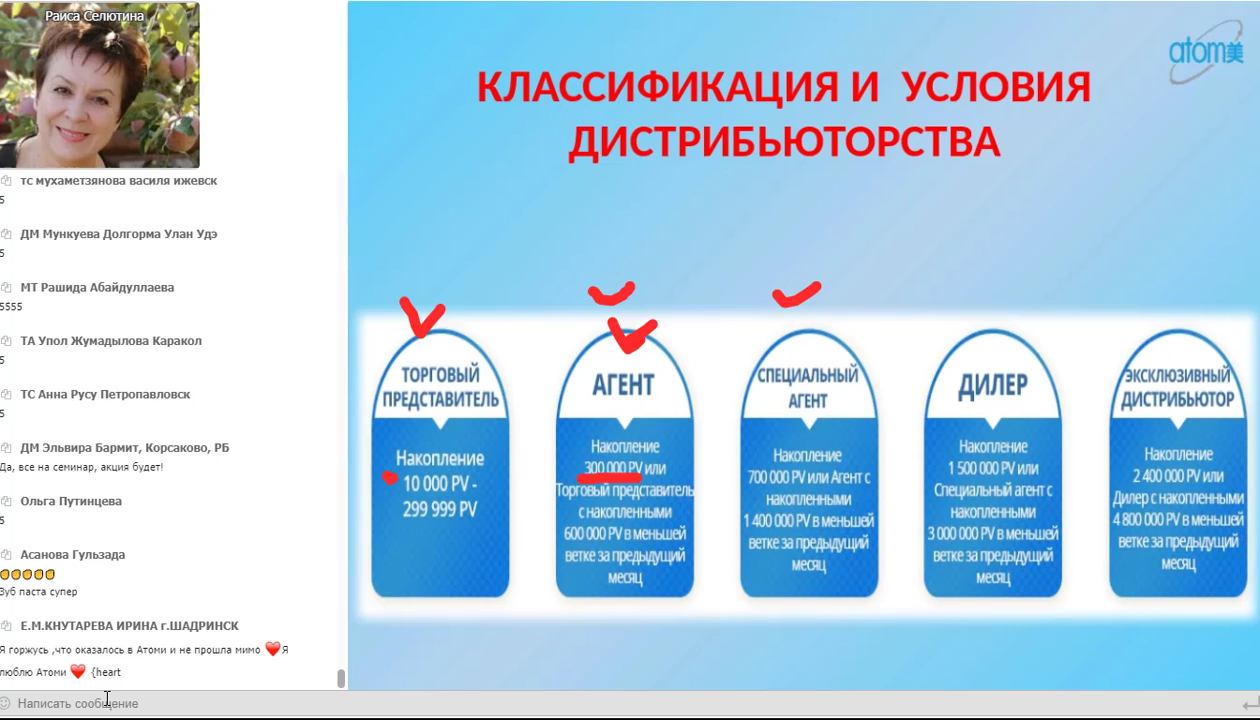 Раиса Селютина
тс мухаметзянова василя ижевск
5
ДМ Мункуева Долгорма Улан Удэ
5
МТ Рашида Абайдуллаева
5555
ТА Упол Жумадылова Каракол
5
ТС Анна Русу Петропавловск
5
ДМ Эльвира Бармит, Корсаково, РБ
Да, все на семинар, акция будет!
Ольга Путинцева
5
Асанова Гульзада
Зуб паста супер
Е.М.КНУТАРЕВА ИРИНА г.ШАДРИНСК
Я горжусь ,что оказалось в Атоми и не прошла мимо ❤️Я
люблю Атоми ❤️ {heart
Написать сообщение
atom美
КЛАССИФИКАЦИЯ И УСЛОВИЯ
ДИСТРИБЬЮТОРСТВА
ТОРГОВЫЙ
ПРЕДСТАВИТЕЛЬ
Накопление
10 000 PV -
299 999 PV
АГЕНТ
Накопление
300 000 PV или
Торговый представитель
с накопленными
600 000 PV в меньшей
ветке за предыдущий
месяц
СПЕЦИАЛЬНЫЙ
АГЕНТ
Накопление
700 000 PV или Агент с
накопленными
1 400 000 PV в меньшей
ветке за предыдущий
месяц
ДИЛЕР
Накопление
1 500 000 PV или
Специальный агент с
накопленными
3 000 000 PV в меньшей
ветке за предыдущий
месяц
ЭКСКЛЮЗИВНЫЙ
ДИСТРИБЬЮТОР
Накопление
2 400 000 PV или
Дилер с накопленными
4 800 000 PV в меньшей
ветке за предыдущий
месяц